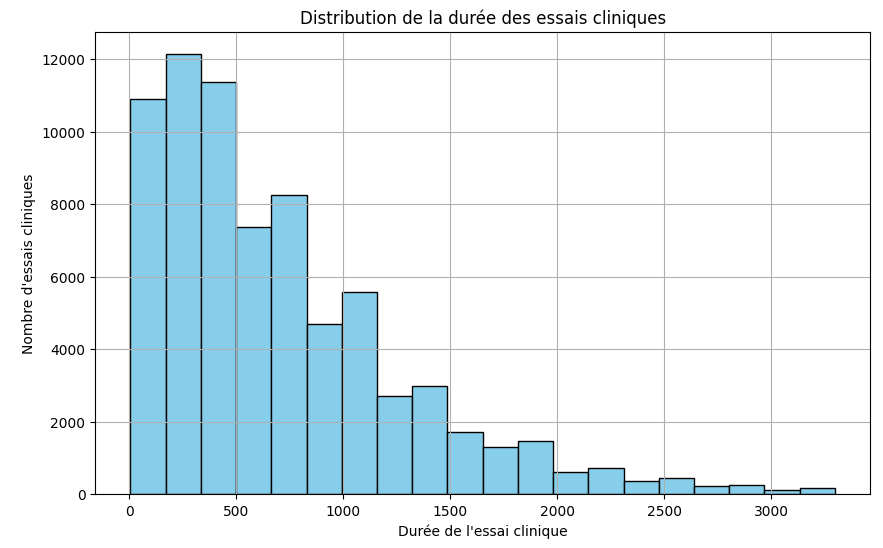 Distribution de la durée des essais cliniques
12000
10000
8000
6000
4000
2000
0
Nombre d'essais cliniques
0 500 1000 1500 2000 2500 3000
Durée de l'essai clinique